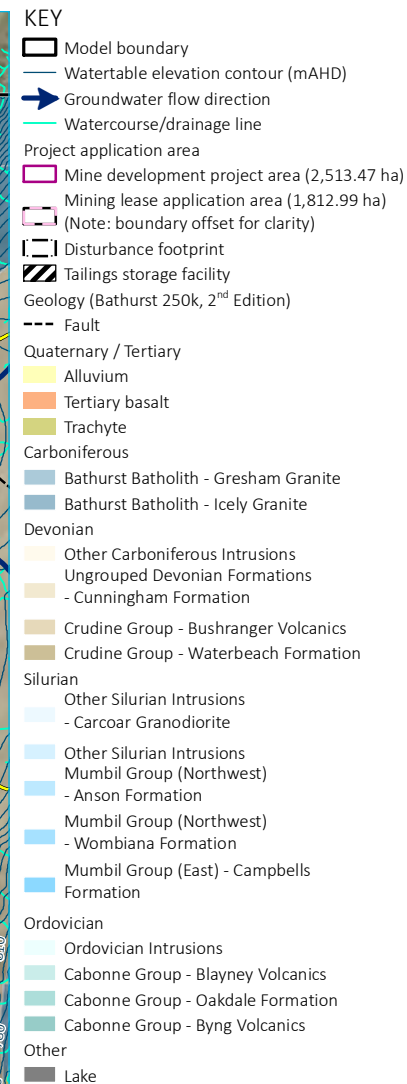 KEY
Model boundary
Watertable elevation contour (mAHD)
Groundwater flow direction
Watercourse/drainage line
Project application area
Mine development project area (2,513.47 ha)
Mining lease application area (1,812.99 ha)
(Note: boundary offset for clarity)
Disturbance footprint
Tailings storage facility
Geology (Bathurst 250k, 2nd Edition)
Fault
Quaternary / Tertiary
Alluvium
Tertiary basalt
Trachyte
Carboniferous
Bathurst Batholith - Gresham Granite
Bathurst Batholith - Icely Granite
Devonian
Other Carboniferous Intrusions
Ungrouped Devonian Formations
- Cunningham Formation
Crudine Group - Bushranger Volcanics
Crudine Group - Waterbeach Formation
Silurian
Other Silurian Intrusions
- Carcoar Granodiorite
Other Silurian Intrusions
Mumbil Group (Northwest)
- Anson Formation
Mumbil Group (Northwest)
- Wombiana Formation
Mumbil Group (East) - Campbells
Formation
Ordovician
Ordovician Intrusions
Cabonne Group - Blayney Volcanics
Cabonne Group - Oakdale Formation
Cabonne Group - Byng Volcanics
Other
Lake